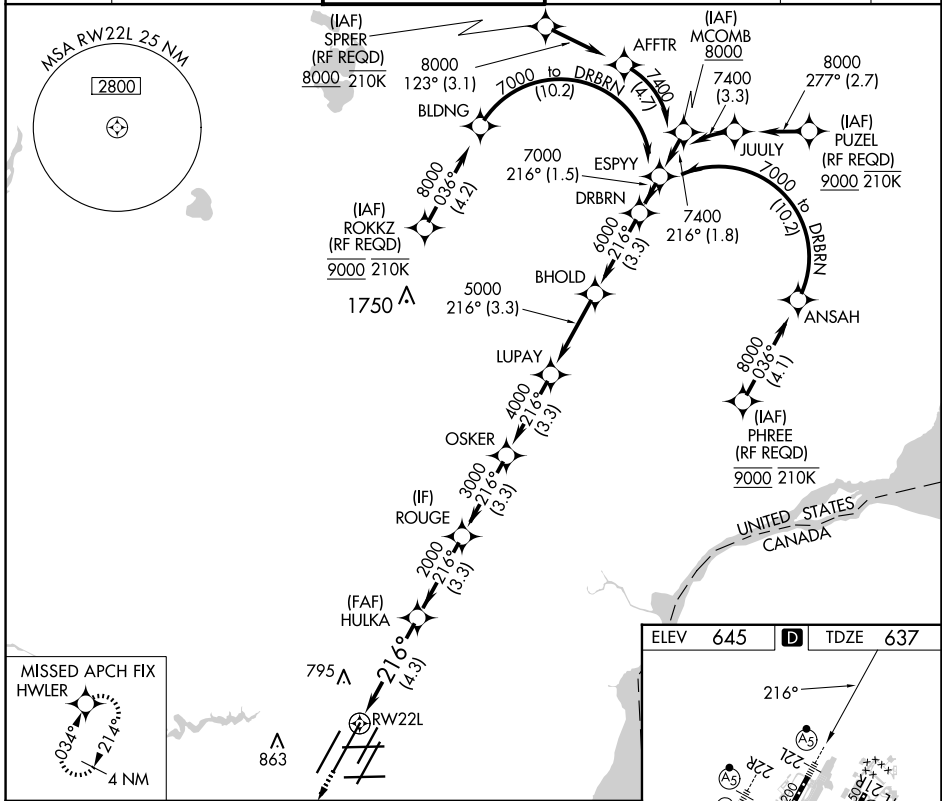 MSA RW22L 25 NM
2800
(IAF)
SPRER
(RF REQD)
8000 210K
8000
123° (3.1)
AFFTR
7400
(4.7)
(IAF)
MCOMB
8000
7400
(3.3)
8000
277° (2.7)
JUULY
(IAF)
PUZEL
(RF REQD)
9000 210K
BLDNG
7000 to DRBRN
(10.2)
8000
036°
(4.2)
(IAF)
ROKKZ
(RF REQD)
9000 210K
1750
ESPYY
7000
216° (1.5)
DRBRN
7400
216° (1.8)
7000 to DRBRN
(10.2)
ANSAH
8000
036°
(4.1)
(IAF)
PHREE
(RF REQD)
9000 210K
6000
216°
(3.3)
BHOLD
5000
216° (3.3)
LUPAY
4000
216°
(3.3)
OSKER
3000
216°
(3.3)
(IF)
ROUGE
2000
216°
(3.3)
(FAF)
HULKA
216°
(4.3)
795
RW22L
863
UNITED STATES
CANADA
MISSED APCH FIX
HWLER
034°
214°
4 NM
ELEV 645 D TDZE 637
216°
A5
22L
A5
22R